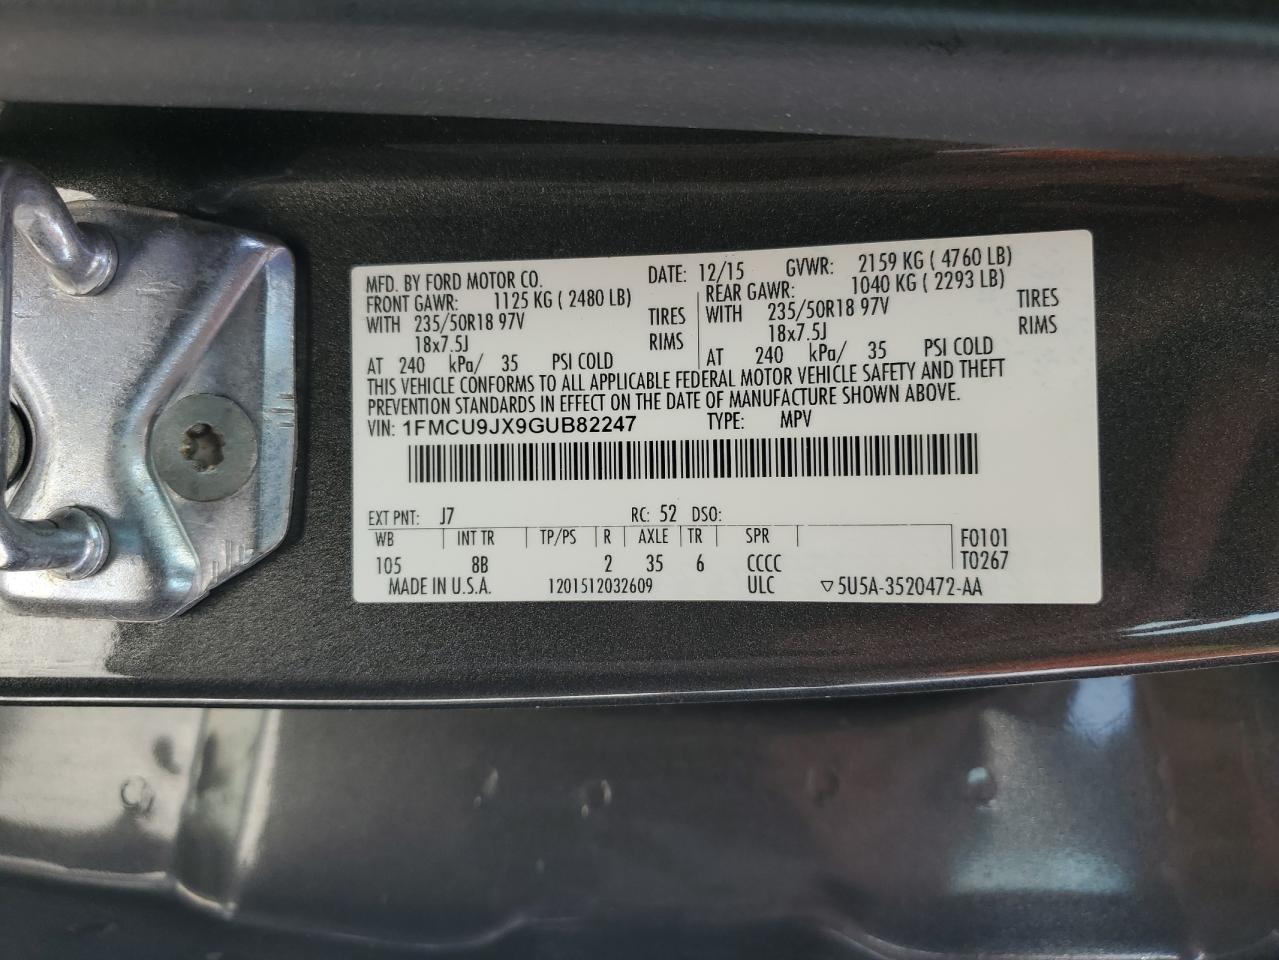 MFD. BY FORD MOTOR CO. DATE: 12/15 GVWR: 2159 KG ( 4760 LB)
FRONT GAWR: 1125 KG ( 2480 LB) REAR GAWR: 1040 KG ( 2293 LB)
WITH 235/50R18 97V TIRES WITH 235/50R18 97V TIRES
18x7.5J RIMS 18x7.5J RIMS
AT 240 kPa/ 35 PSI COLD AT 240 kPa/ 35 PSI COLD
THIS VEHICLE CONFORMS TO ALL APPLICABLE FEDERAL MOTOR VEHICLE SAFETY AND THEFT
PREVENTION STANDARDS IN EFFECT ON THE DATE OF MANUFACTURE SHOWN ABOVE.
VIN: 1FMCU9JX9GUB82247 TYPE: MPV
EXT PNT: J7 RC: 52 DSO:
WB INT TR TP/PS R AXLE TR SPR F0101
105 8B 2 35 6 CCCC T0267
MADE IN U.S.A. 1201512032609 ULC ▽5U5A-3520472-AA